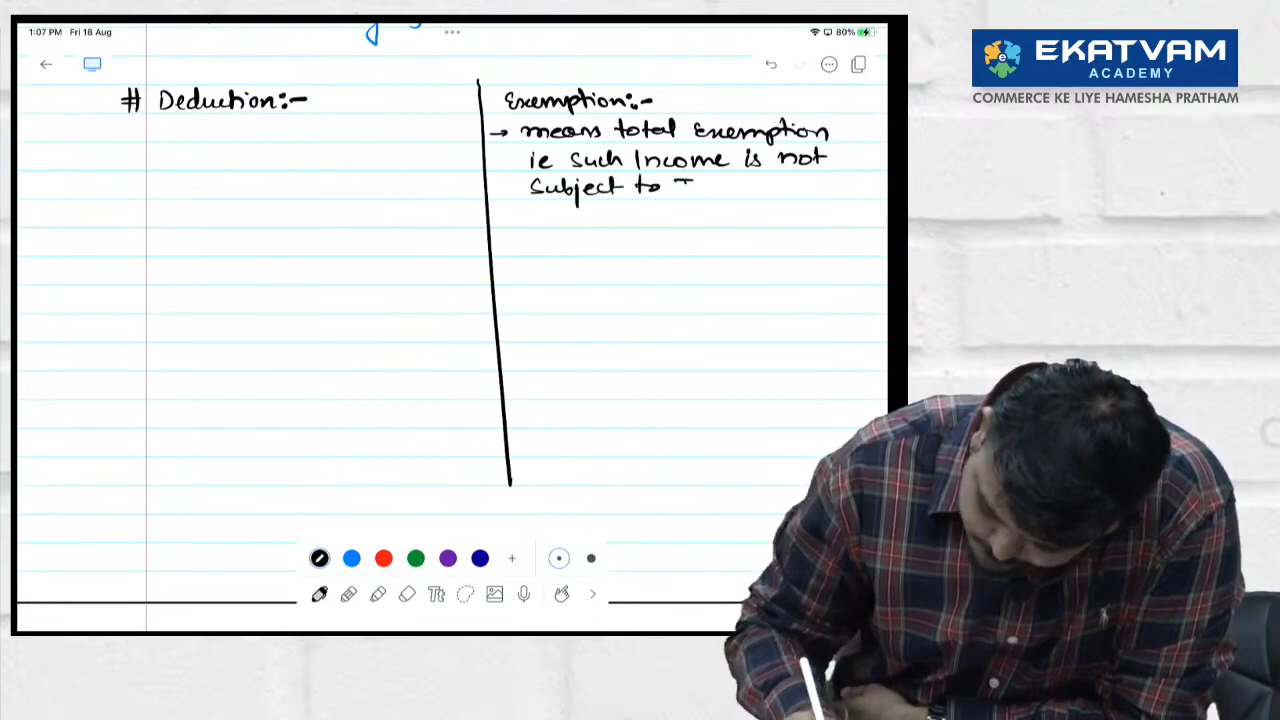 1:07 PM Fri 18 Aug
80%
EKATVAM
ACADEMY
COMMERCE KE LIYE HAMESHA PRATHAM
# Deduction:-
Exemption:-
→ means total Exemption
ie such Income is not
Subject to T
Tt